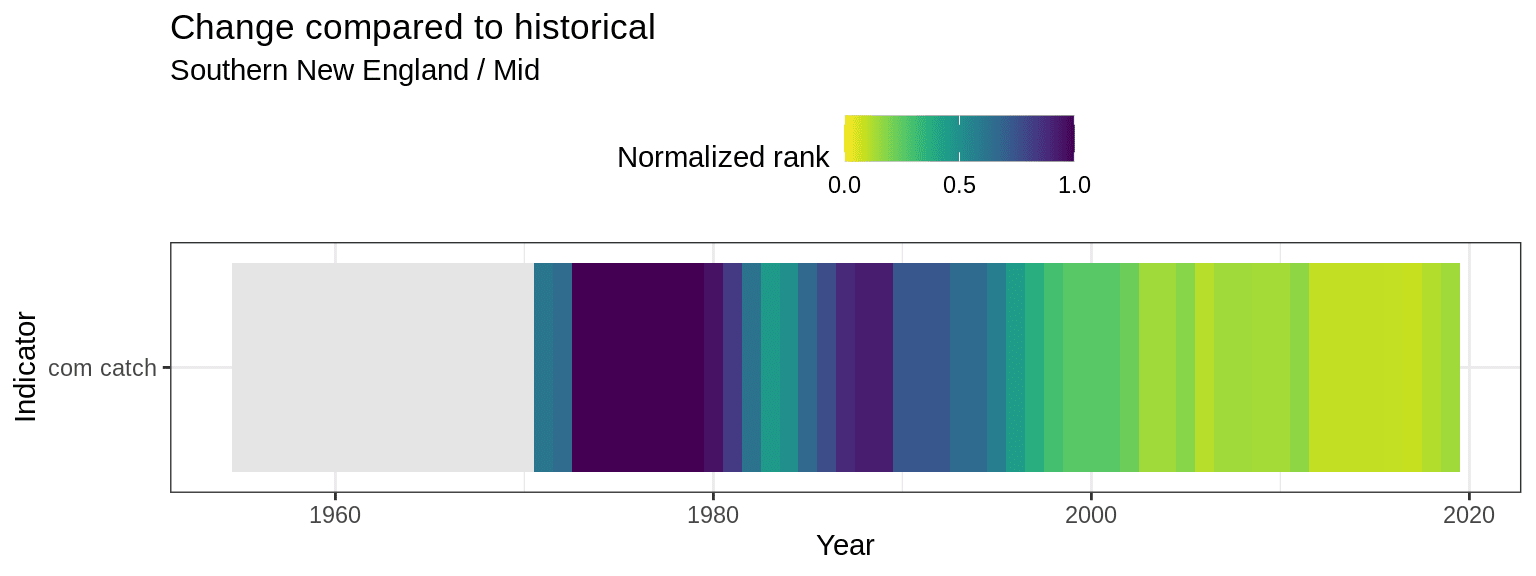 Change compared to historical
Southern New England / Mid
Normalized rank
0.0 0.5 1.0
Indicator
com catch
1960 1980 2000 2020
Year